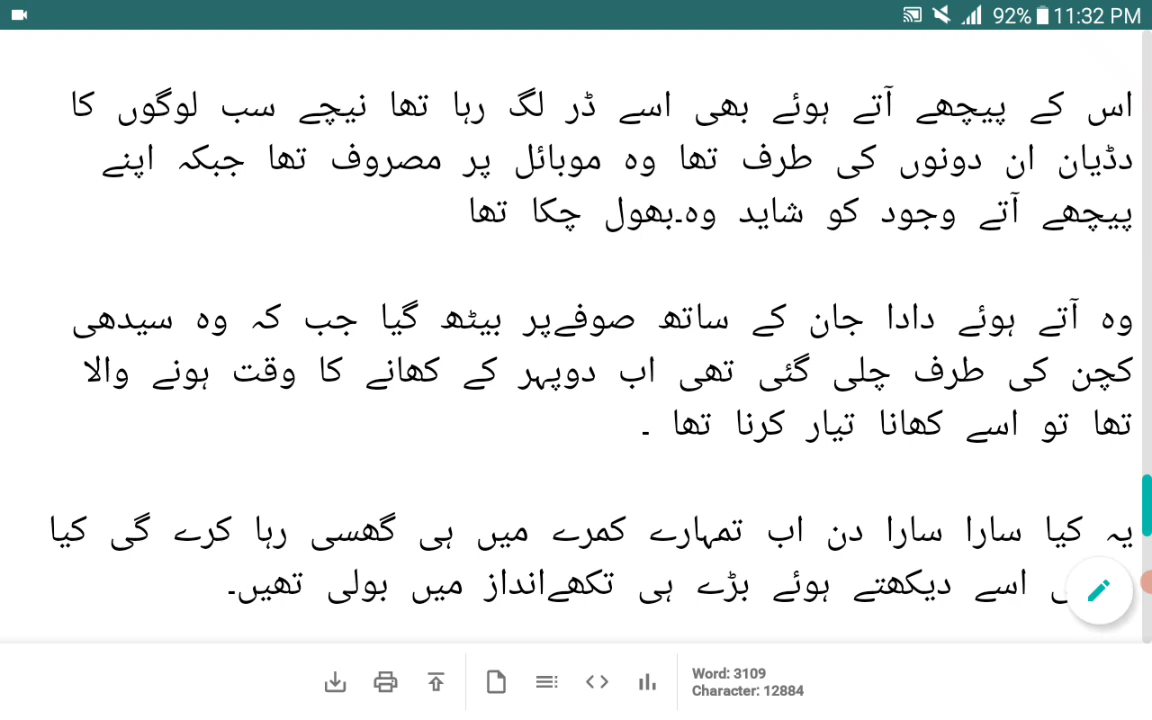 92% 11:32 PM
اس کے پیچھے آتے ہوئے بھی اسے ڈر لگ رہا تھا نیچے سب لوگوں کا
دڈیان ان دونوں کی طرف تھا وہ موبائل پر مصروف تھا جبکہ اپنے
پیچھے آتے وجود کو شاید وہ۔بھول چکا تھا
وہ آتے ہوئے دادا جان کے ساتھ صوفےپر بیٹھ گیا جب کہ وہ سیدھی
کچن کی طرف چلی گئی تھی اب دوپہر کے کھانے کا وقت ہونے والا
تھا تو اسے کھانا تیار کرنا تھا ۔
یہ کیا سارا سارا دن اب تمہارے کمرے میں ہی گھسی رہا کرے گی کیا
اسے دیکھتے ہوئے بڑے ہی تکھےانداز میں بولی تھیں۔
Word: 3109
Character: 12884